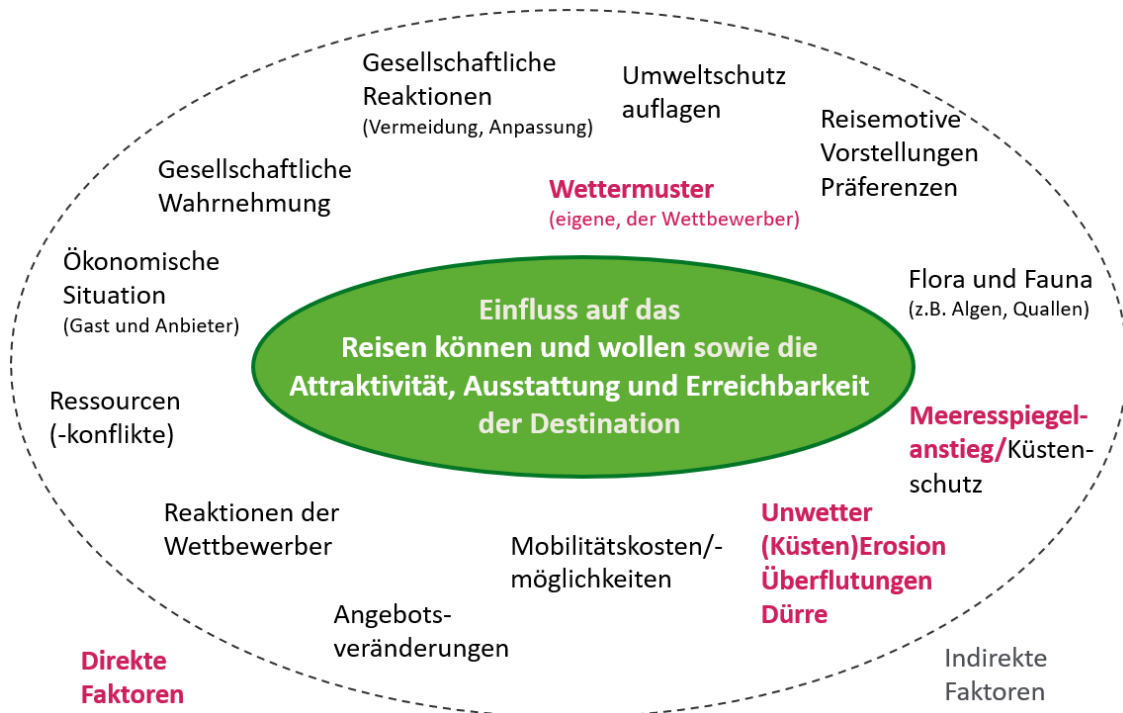 Gesellschaftliche
Reaktionen
(Vermeidung, Anpassung)
Umweltschutz
auflagen
Reisemotive
Vorstellungen
Präferenzen
Gesellschaftliche
Wahrnehmung
Wettermuster
(eigene, der Wettbewerber)
Ökonomische
Situation
(Gast und Anbieter)
Flora und Fauna
(z.B. Algen, Quallen)
Einfluss auf das
Reisen können und wollen sowie die
Attraktivität, Ausstattung und Erreichbarkeit
der Destination
Ressourcen
(-konflikte)
Meeresspiegel-
anstieg/Küsten-
schutz
Reaktionen der
Wettbewerber
Mobilitätskosten/-
möglichkeiten
Unwetter
(Küsten)Erosion
Überflutungen
Dürre
Angebots-
veränderungen
Direkte
Faktoren
Indirekte
Faktoren